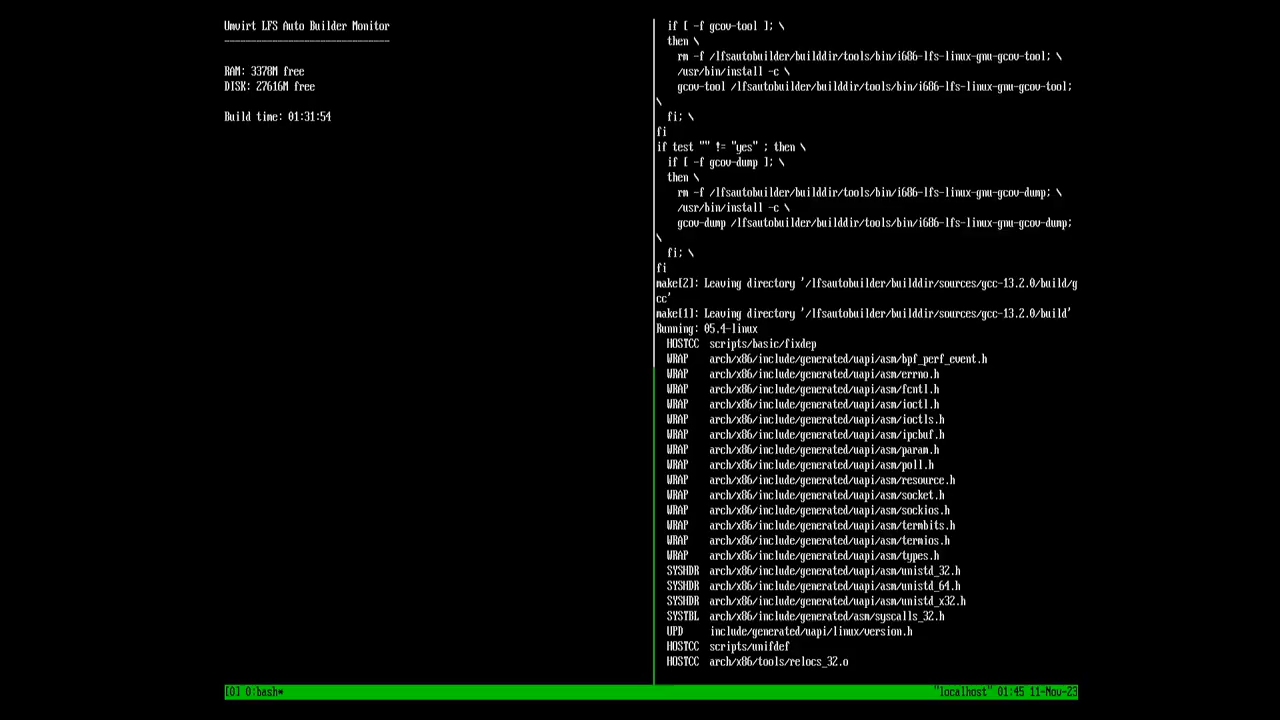 Umvirt LFS Auto Builder Monitor
-------------------------------
RAM: 3378M free
DISK: 27616M free
Build time: 01:31:54
if [ -f gcov-tool ]; \
then \
rm -f /lfsautobuilder/builddir/tools/bin/i686-lfs-linux-gnu-gcov-tool; \
/usr/bin/install -c \
gcov-tool /lfsautobuilder/builddir/tools/bin/i686-lfs-linux-gnu-gcov-tool;
\
fi; \
fi
if test "" != "yes" ; then \
if [ -f gcov-dump ]; \
then \
rm -f /lfsautobuilder/builddir/tools/bin/i686-lfs-linux-gnu-gcov-dump; \
/usr/bin/install -c \
gcov-dump /lfsautobuilder/builddir/tools/bin/i686-lfs-linux-gnu-gcov-dump;
\
fi; \
fi
make[2]: Leaving directory '/lfsautobuilder/builddir/sources/gcc-13.2.0/build/g
cc'
make[1]: Leaving directory '/lfsautobuilder/builddir/sources/gcc-13.2.0/build'
Running: 05.4-linux
HOSTCC  scripts/basic/fixdep
WRAP    arch/x86/include/generated/uapi/asm/bpf_perf_event.h
WRAP    arch/x86/include/generated/uapi/asm/errno.h
WRAP    arch/x86/include/generated/uapi/asm/fcntl.h
WRAP    arch/x86/include/generated/uapi/asm/ioctl.h
WRAP    arch/x86/include/generated/uapi/asm/ioctls.h
WRAP    arch/x86/include/generated/uapi/asm/ipcbuf.h
WRAP    arch/x86/include/generated/uapi/asm/param.h
WRAP    arch/x86/include/generated/uapi/asm/poll.h
WRAP    arch/x86/include/generated/uapi/asm/resource.h
WRAP    arch/x86/include/generated/uapi/asm/socket.h
WRAP    arch/x86/include/generated/uapi/asm/sockios.h
WRAP    arch/x86/include/generated/uapi/asm/termbits.h
WRAP    arch/x86/include/generated/uapi/asm/termios.h
WRAP    arch/x86/include/generated/uapi/asm/types.h
SYSHDR  arch/x86/include/generated/uapi/asm/unistd_32.h
SYSHDR  arch/x86/include/generated/uapi/asm/unistd_64.h
SYSHDR  arch/x86/include/generated/uapi/asm/unistd_x32.h
SYSTBL  arch/x86/include/generated/asm/syscalls_32.h
UPD     include/generated/uapi/linux/version.h
HOSTCC  scripts/unifdef
HOSTCC  arch/x86/tools/relocs_32.o
[0] 0:bash* "localhost" 01:45 11-Nov-23